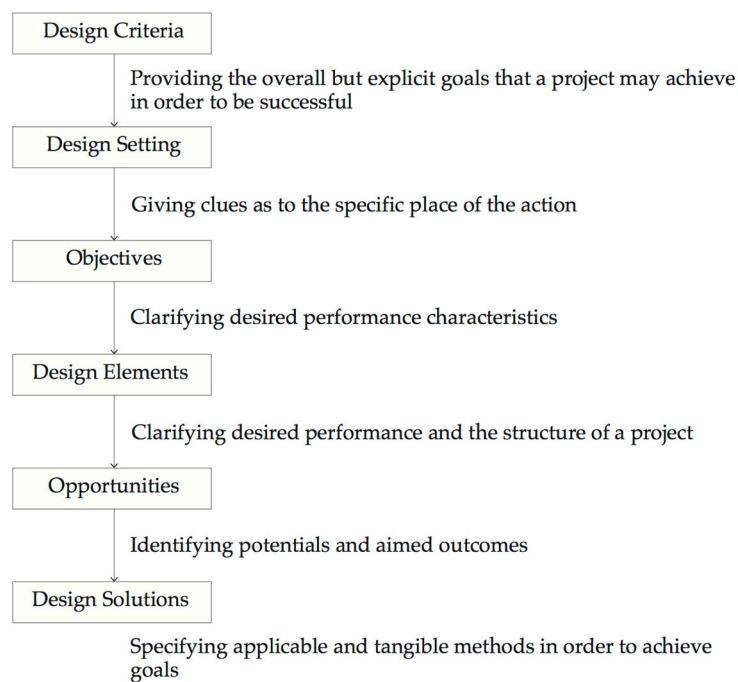 Design Criteria
Providing the overall but explicit goals that a project may achieve
in order to be successful
Design Setting
Giving clues as to the specific place of the action
Objectives
Clarifying desired performance characteristics
Design Elements
Clarifying desired performance and the structure of a project
Opportunities
Identifying potentials and aimed outcomes
Design Solutions
Specifying applicable and tangible methods in order to achieve
goals